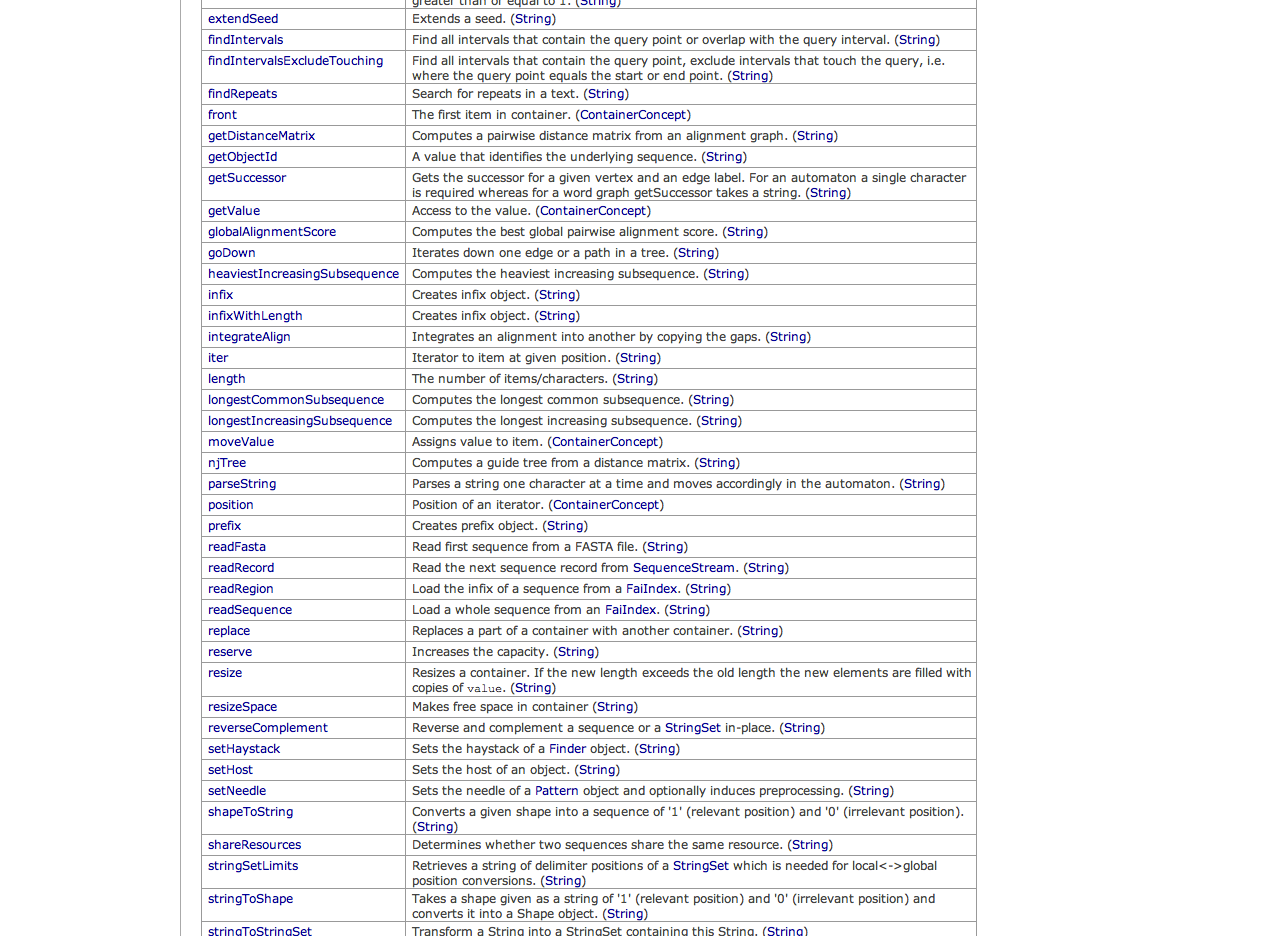 greater than or equal to 1. (String)
extendSeed Extends a seed. (String)
findIntervals Find all intervals that contain the query point or overlap with the query interval. (String)
findIntervalsExcludeTouching Find all intervals that contain the query point, exclude intervals that touch the query, i.e.
where the query point equals the start or end point. (String)
findRepeats Search for repeats in a text. (String)
front The first item in container. (ContainerConcept)
getDistanceMatrix Computes a pairwise distance matrix from an alignment graph. (String)
getObjectId A value that identifies the underlying sequence. (String)
getSuccessor Gets the successor for a given vertex and an edge label. For an automaton a single character
is required whereas for a word graph getSuccessor takes a string. (String)
getValue Access to the value. (ContainerConcept)
globalAlignmentScore Computes the best global pairwise alignment score. (String)
goDown Iterates down one edge or a path in a tree. (String)
heaviestIncreasingSubsequence Computes the heaviest increasing subsequence. (String)
infix Creates infix object. (String)
infixWithLength Creates infix object. (String)
integrateAlign Integrates an alignment into another by copying the gaps. (String)
iter Iterator to item at given position. (String)
length The number of items/characters. (String)
longestCommonSubsequence Computes the longest common subsequence. (String)
longestIncreasingSubsequence Computes the longest increasing subsequence. (String)
moveValue Assigns value to item. (ContainerConcept)
njTree Computes a guide tree from a distance matrix. (String)
parseString Parses a string one character at a time and moves accordingly in the automaton. (String)
position Position of an iterator. (ContainerConcept)
prefix Creates prefix object. (String)
readFasta Read first sequence from a FASTA file. (String)
readRecord Read the next sequence record from SequenceStream. (String)
readRegion Load the infix of a sequence from a FaiIndex. (String)
readSequence Load a whole sequence from an FaiIndex. (String)
replace Replaces a part of a container with another container. (String)
reserve Increases the capacity. (String)
resize Resizes a container. If the new length exceeds the old length the new elements are filled with
copies of value. (String)
resizeSpace Makes free space in container (String)
reverseComplement Reverse and complement a sequence or a StringSet in-place. (String)
setHaystack Sets the haystack of a Finder object. (String)
setHost Sets the host of an object. (String)
setNeedle Sets the needle of a Pattern object and optionally induces preprocessing. (String)
shapeToString Converts a given shape into a sequence of '1' (relevant position) and '0' (irrelevant position).
(String)
shareResources Determines whether two sequences share the same resource. (String)
stringSetLimits Retrieves a string of delimiter positions of a StringSet which is needed for local<->global
position conversions. (String)
stringToShape Takes a shape given as a string of '1' (relevant position) and '0' (irrelevant position) and
converts it into a Shape object. (String)
stringToStringSet Transform a String into a StringSet containing this String. (String)